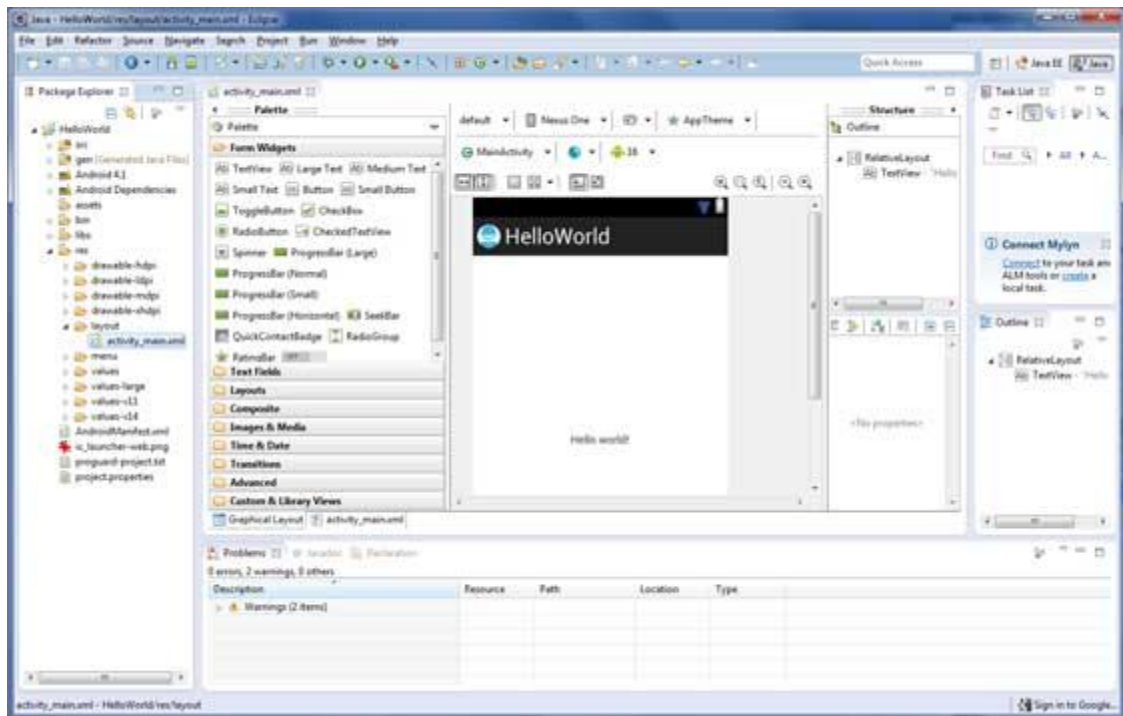 Java - HelloWorld/res/layout/activity_main.xml - Eclipse
File Edit Refactor Source Navigate Search Project Run Window Help
Quick Access
Java EE
Java
Package Explorer
HelloWorld
src
gen [Generated Java Files]
Android 4.1
Android Dependencies
assets
bin
libs
res
drawable-hdpi
drawable-ldpi
drawable-mdpi
drawable-xhdpi
layout
activity_main.xml
menu
values
values-large
values-v11
values-v14
AndroidManifest.xml
ic_launcher-web.png
proguard-project.txt
project.properties
activity_main.xml
Palette
Palette
Form Widgets
TextView Large Text Medium Text
Small Text Button Small Button
ToggleButton CheckBox
RadioButton CheckedTextView
Spinner ProgressBar (Large)
ProgressBar (Normal)
ProgressBar (Small)
ProgressBar (Horizontal) SeekBar
QuickContactBadge RadioGroup
RatingBar
Text Fields
Layouts
Composite
Images & Media
Time & Date
Transitions
Advanced
Custom & Library Views
Graphical Layout activity_main.xml
default Nexus One AppTheme
MainActivity 16
HelloWorld
Hello world!
Structure
Outline
RelativeLayout
TextView - "Hello
<No properties>
Task List
Find All A...
Connect Mylyn
Connect to your task and
ALM tools or create a
local task.
Outline
RelativeLayout
TextView - "Hello
Problems Javadoc Declaration
0 errors, 2 warnings, 0 others
Description Resource Path Location Type
Warnings (2 items)
activity_main.xml - HelloWorld/res/layout
Sign in to Google...